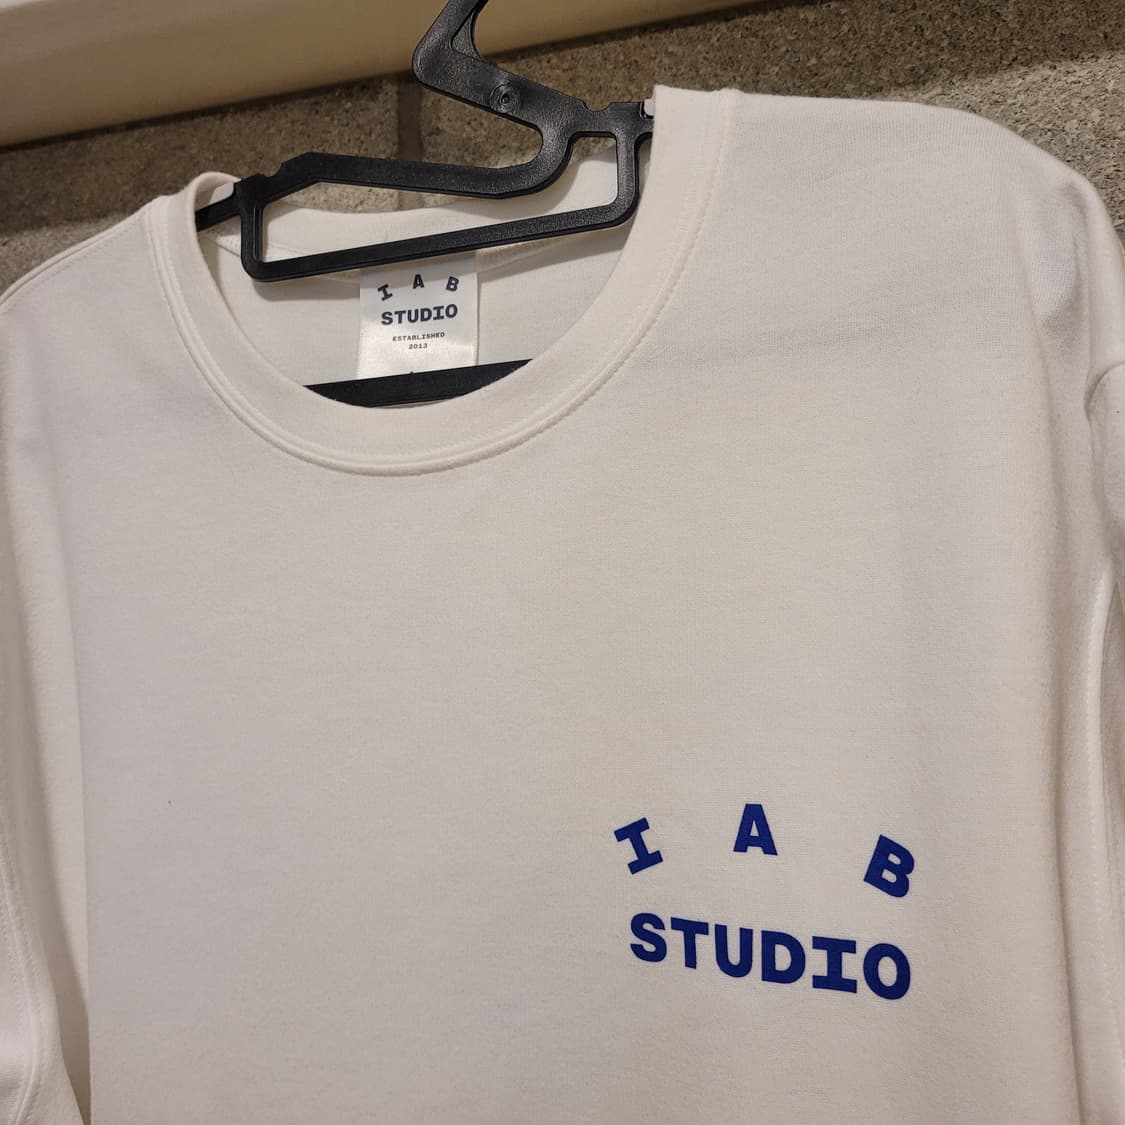 I A B
STUDIO
ESTABLISHED
2013
I A B
STUDIO